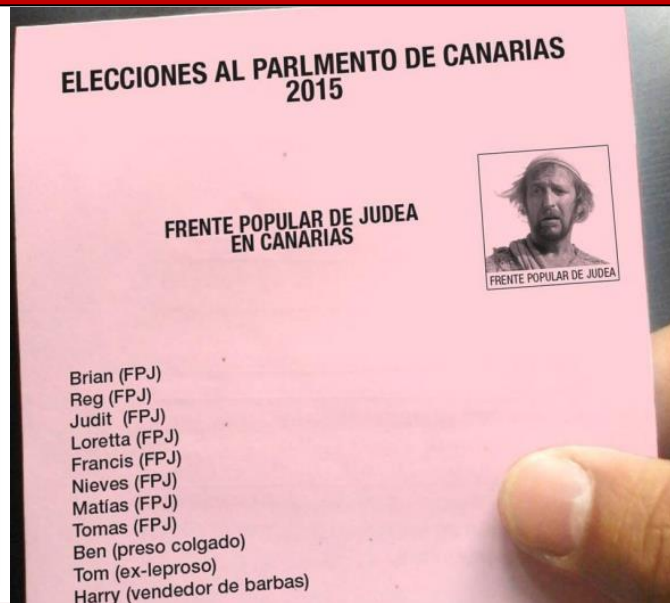 ELECCIONES AL PARLMENTO DE CANARIAS
2015
FRENTE POPULAR DE JUDEA
EN CANARIAS
FRENTE POPULAR DE JUDEA
Brian (FPJ)
Reg (FPJ)
Judit (FPJ)
Loretta (FPJ)
Francis (FPJ)
Nieves (FPJ)
Matías (FPJ)
Tomas (FPJ)
Ben (preso colgado)
Tom (ex-leproso)
Harry (vendedor de barbas)